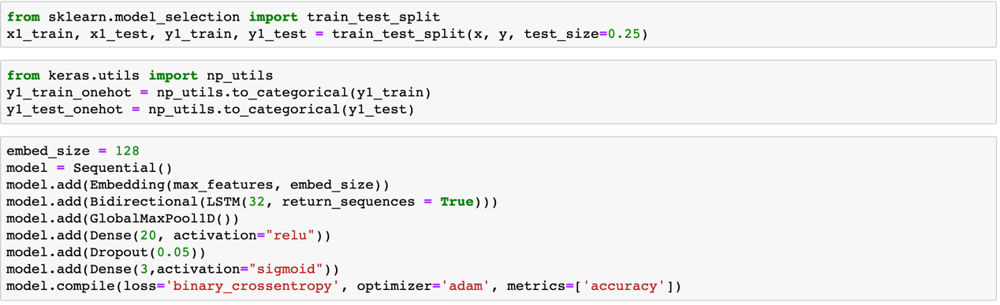 from sklearn.model_selection import train_test_split
x1_train, x1_test, y1_train, y1_test = train_test_split(x, y, test_size=0.25)
from keras.utils import np_utils
y1_train_onehot = np_utils.to_categorical(y1_train)
y1_test_onehot = np_utils.to_categorical(y1_test)
embed_size = 128
model = Sequential()
model.add(Embedding(max_features, embed_size))
model.add(Bidirectional(LSTM(32, return_sequences = True)))
model.add(GlobalMaxPool1D())
model.add(Dense(20, activation="relu"))
model.add(Dropout(0.05))
model.add(Dense(3,activation="sigmoid"))
model.compile(loss='binary_crossentropy', optimizer='adam', metrics=['accuracy'])